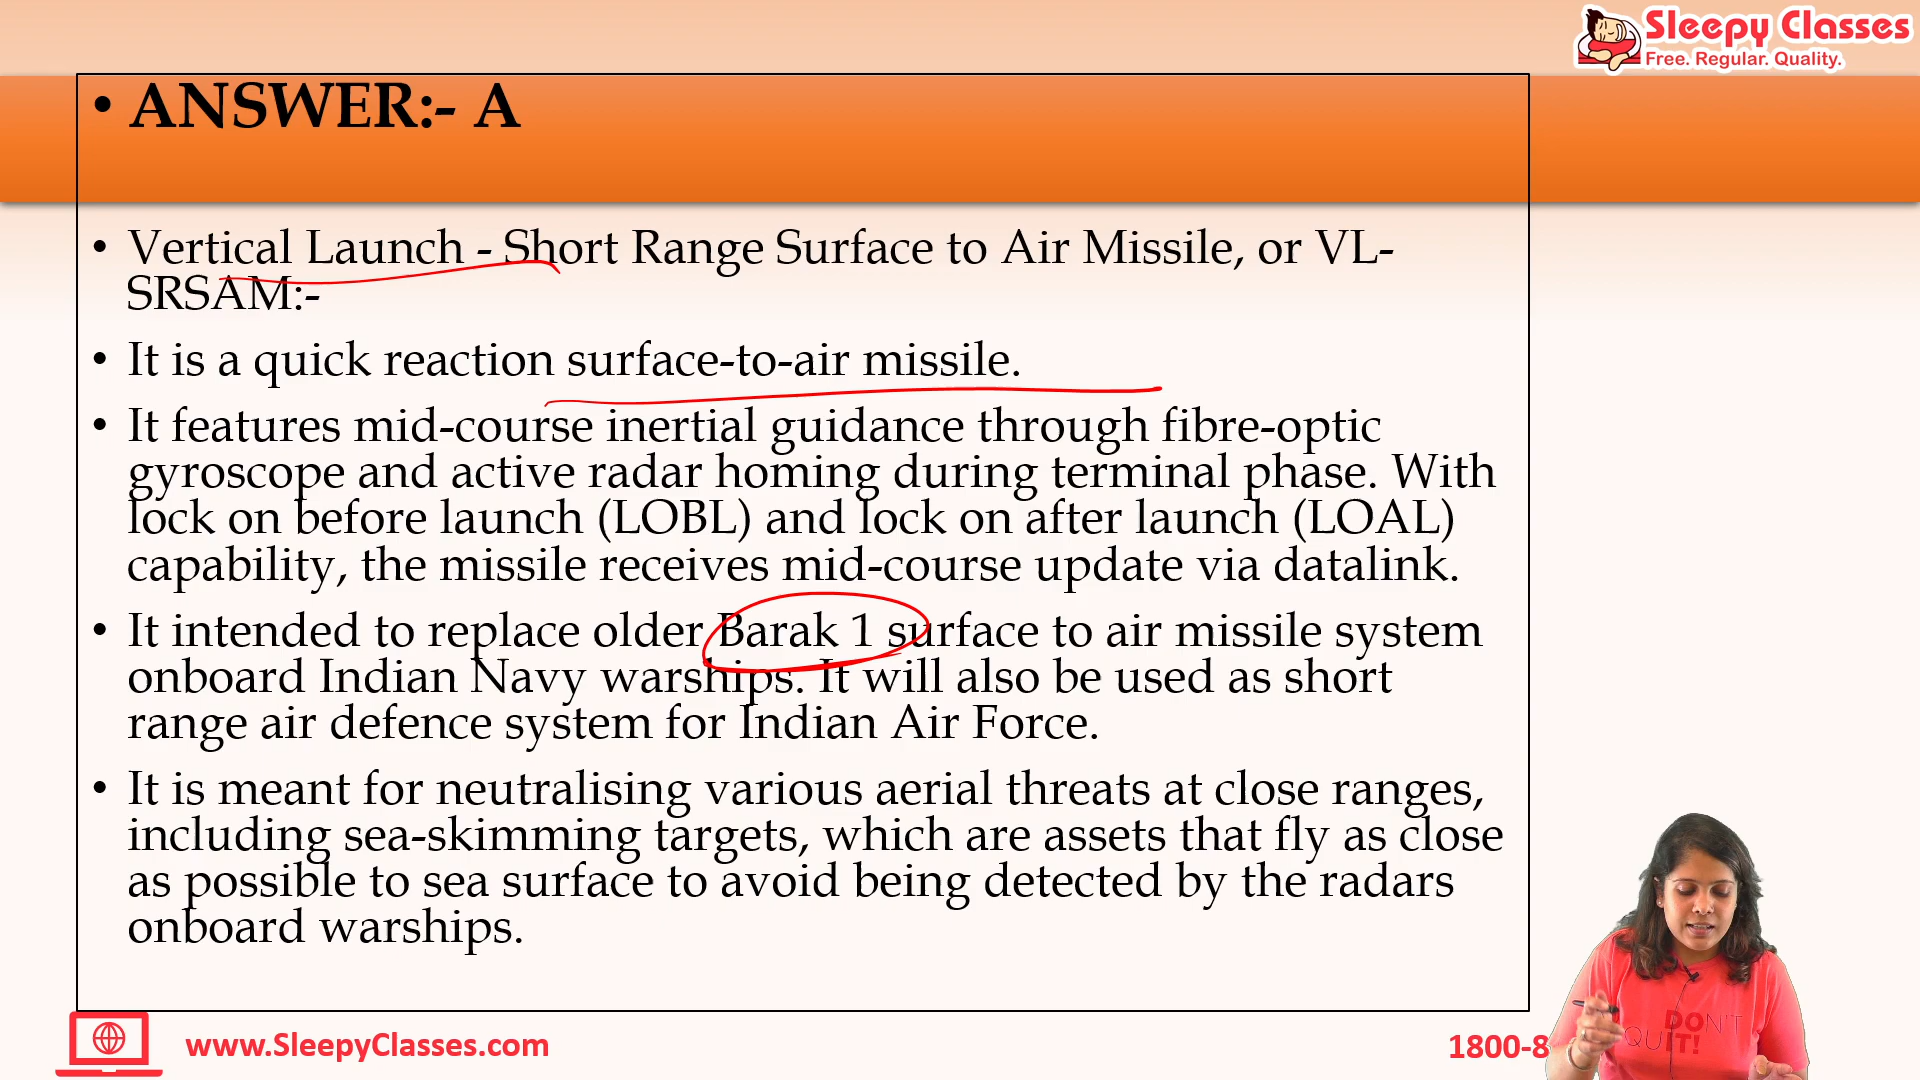 Sleepy Classes
Free. Regular. Quality.
• ANSWER:- A
• Vertical Launch - Short Range Surface to Air Missile, or VL-
SRSAM:-
• It is a quick reaction surface-to-air missile.
• It features mid-course inertial guidance through fibre-optic
gyroscope and active radar homing during terminal phase. With
lock on before launch (LOBL) and lock on after launch (LOAL)
capability, the missile receives mid-course update via datalink.
• It intended to replace older Barak 1 surface to air missile system
onboard Indian Navy warships. It will also be used as short
range air defence system for Indian Air Force.
• It is meant for neutralising various aerial threats at close ranges,
including sea-skimming targets, which are assets that fly as close
as possible to sea surface to avoid being detected by the radars
onboard warships.
www.SleepyClasses.com
1800-8
DON'T
QUIT!